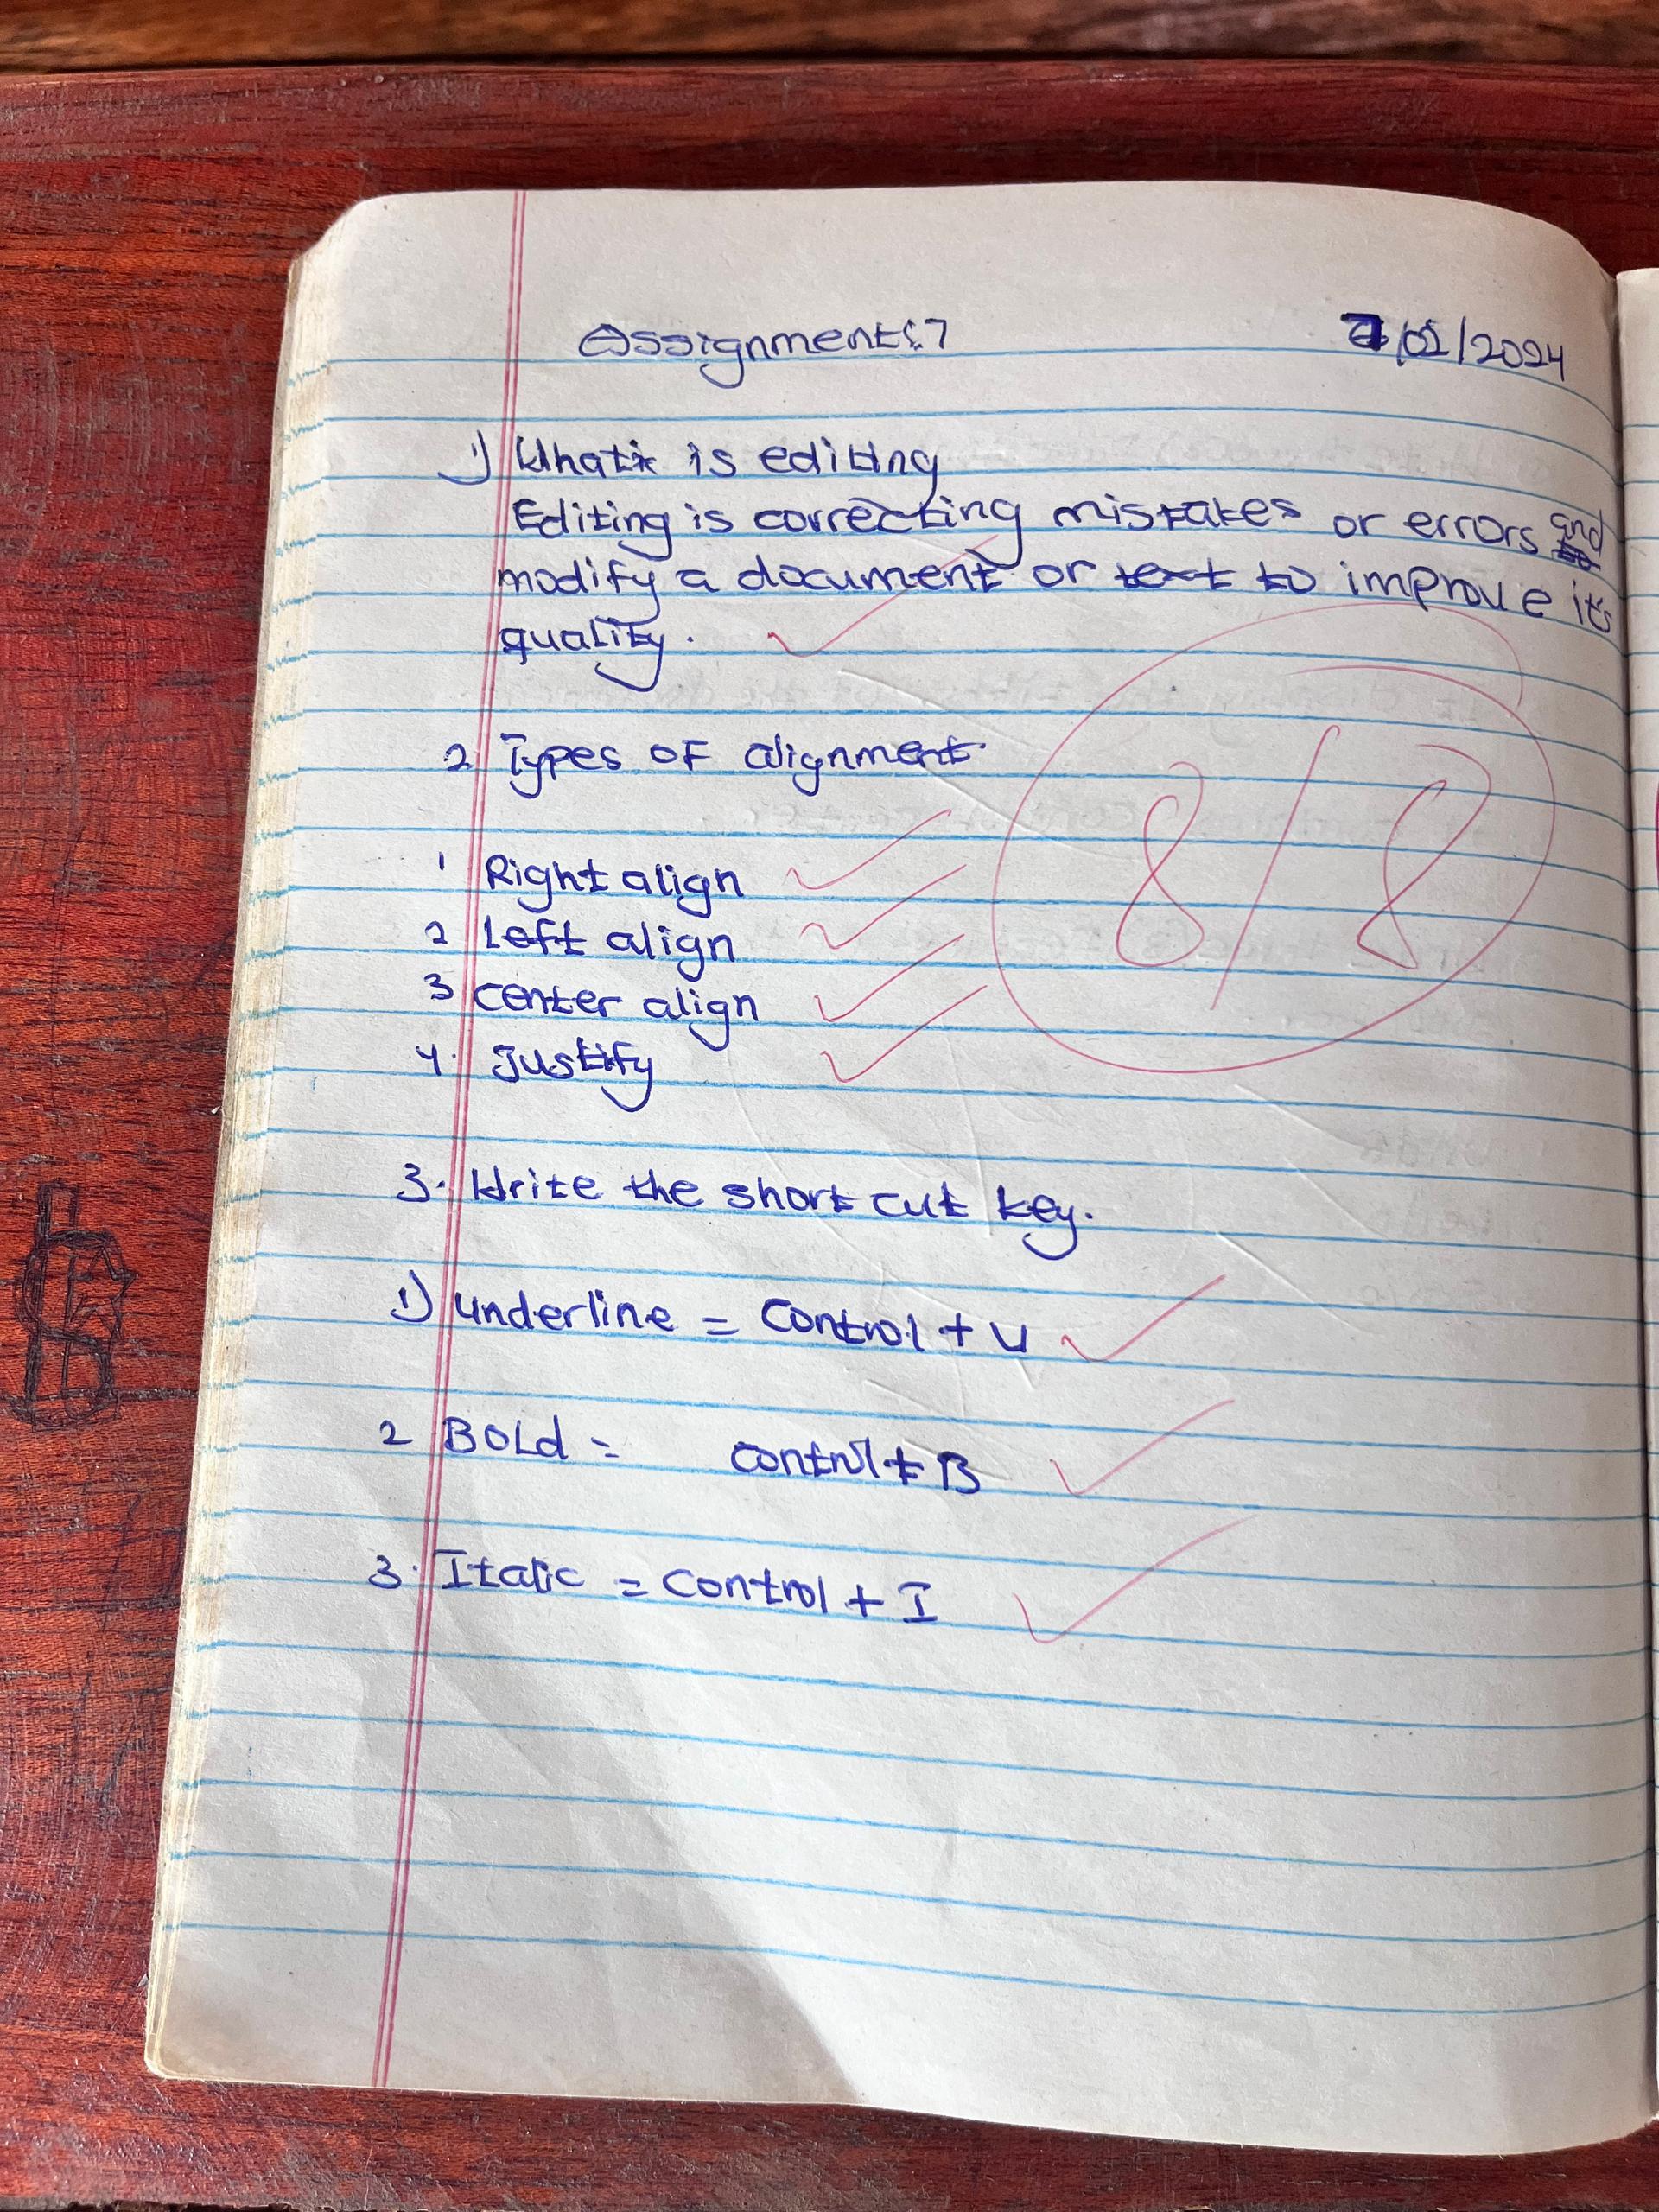 Assignment: 7 7/02/2024
1) What is editing
Editing is correcting mistakes or errors and
modify a document or text to improve its
quality.
2 Types of alignment
1 Right align
2 Left align
3 center align
4. Justify
8/8
3. Write the short cut key.
1) underline = Control + U
2 BOLd = control + B
3. Italic = Control + I